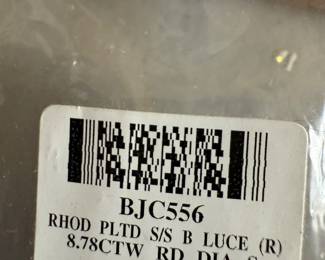 BJC556
RHOD PLTD S/S B LUCE (R)
8.78CTW RD DIA